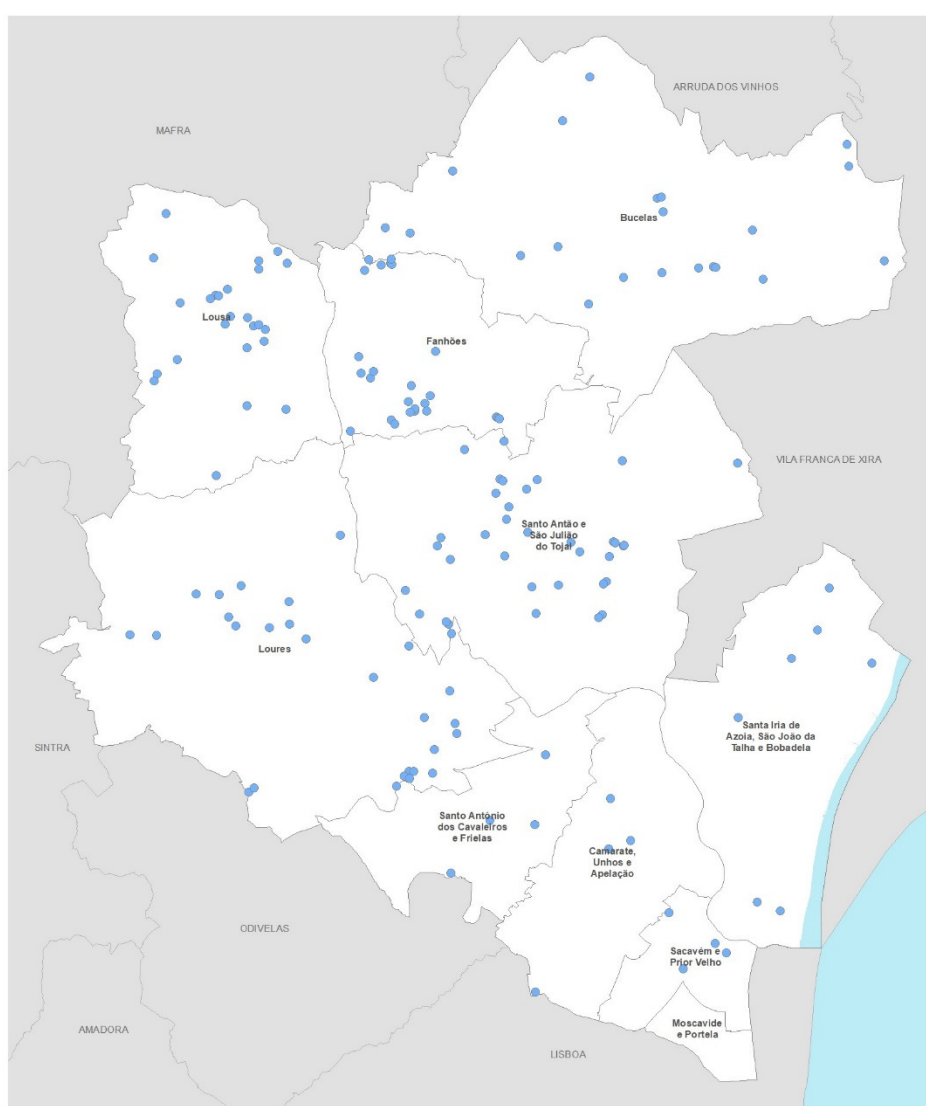 ARRUDA DOS VINHOS
MAFRA
Bucelas
Lousa
Fanhões
VILA FRANCA DE XIRA
Santo Antão e
São Julião
do Tojal
Loures
SINTRA
Santa Iria de
Azoia, São João da
Talha e Bobadela
Santo António
dos Cavaleiros
e Frielas
Camarate,
Unhos e
Apelação
ODIVELAS
Sacavém e
Prior Velho
Moscavide
e Portela
AMADORA
LISBOA